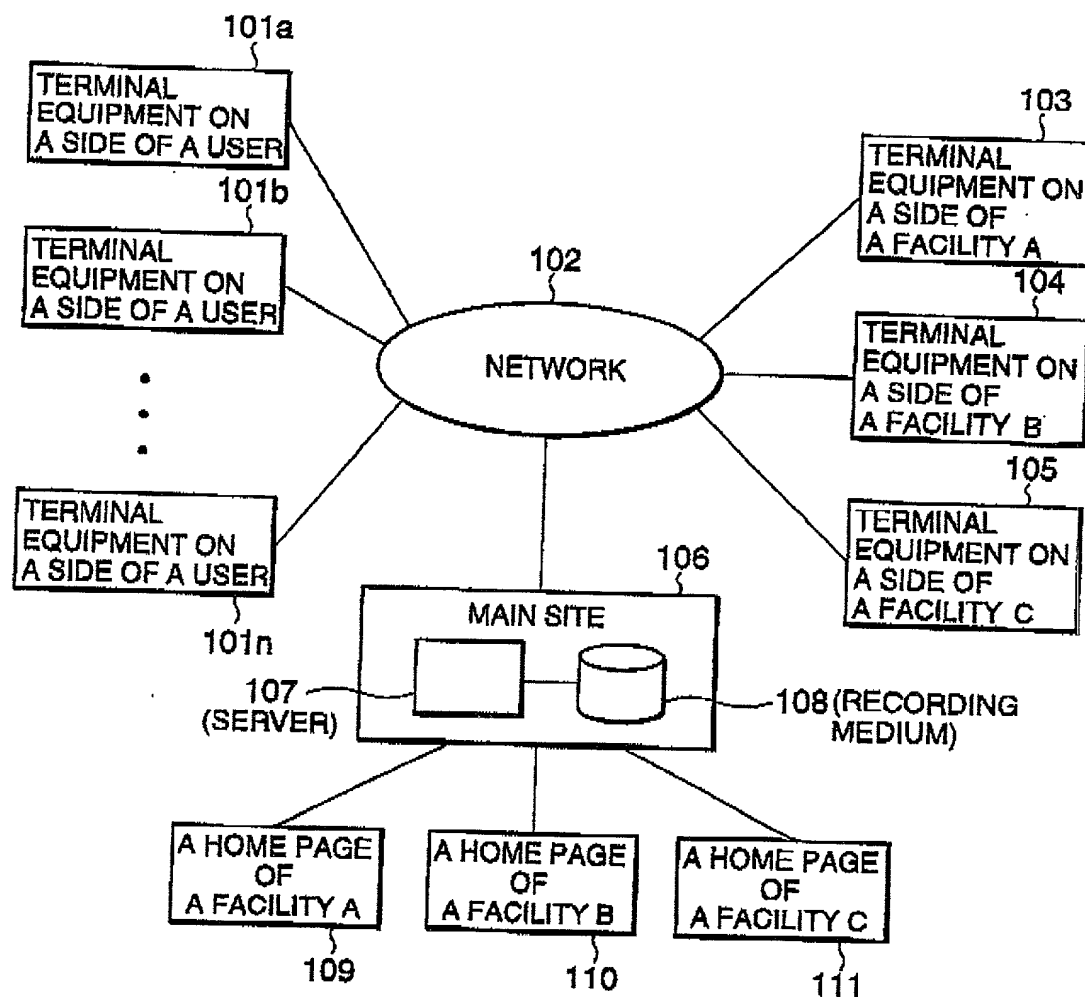 101a
TERMINAL
EQUIPMENT ON
A SIDE OF A USER
101b
TERMINAL
EQUIPMENT ON
A SIDE OF A USER
TERMINAL
EQUIPMENT ON
A SIDE OF A USER
101n
102
NETWORK
103
TERMINAL
EQUIPMENT ON
A SIDE OF
A FACILITY A
104
TERMINAL
EQUIPMENT ON
A SIDE OF
A FACILITY B
105
TERMINAL
EQUIPMENT ON
A SIDE OF
A FACILITY C
106
MAIN SITE
107
(SERVER)
108 (RECORDING
MEDIUM)
A HOME PAGE
OF
A FACILITY A
109
A HOME PAGE
OF
A FACILITY B
110
A HOME PAGE
OF
A FACILITY C
111